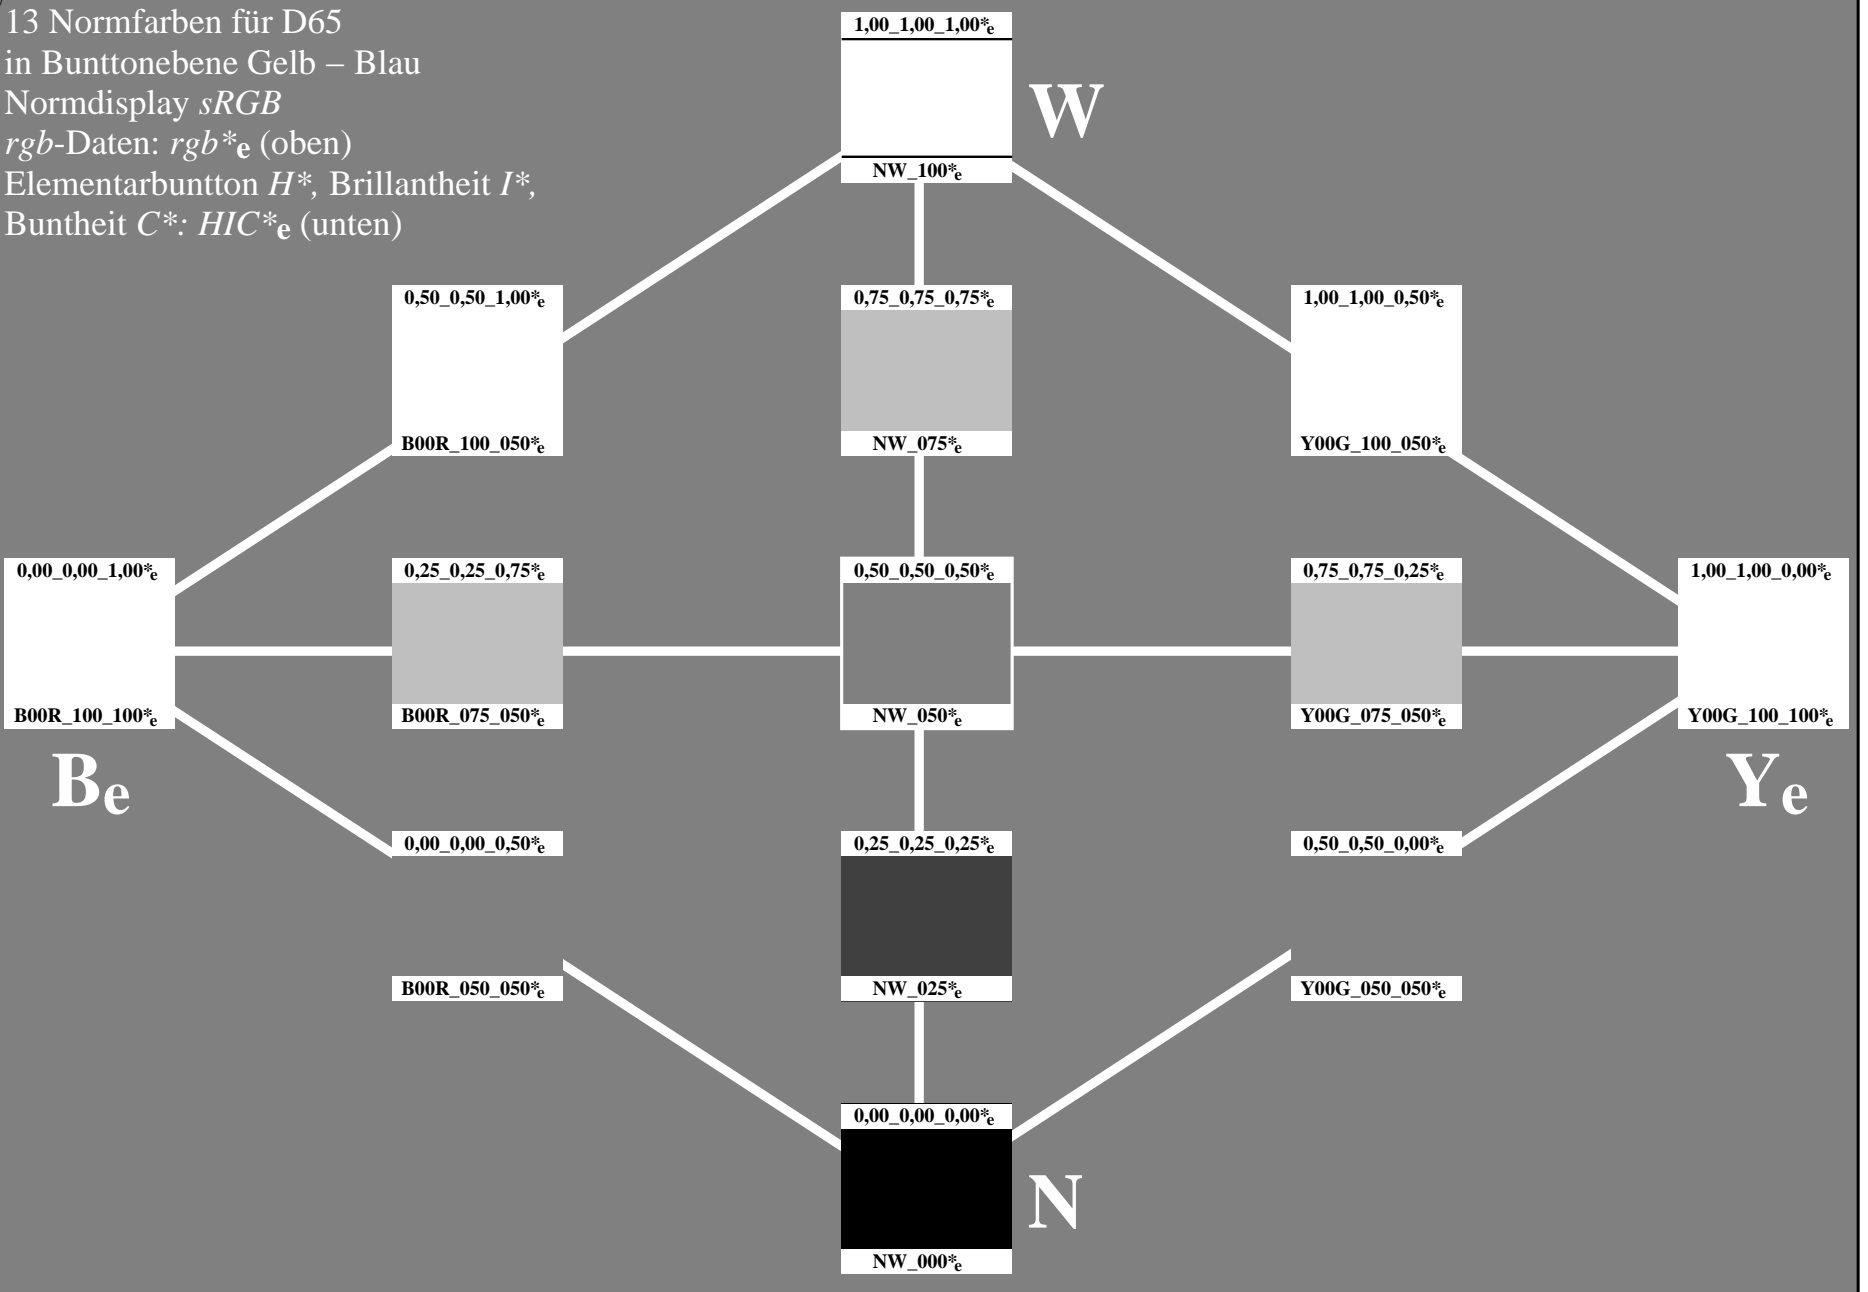 13 Normfarben für D65
in Bunttonebene Gelb – Blau
Normdisplay sRGB
rgb-Daten: rgb*e (oben)
Elementarbuntton H*, Brillantheit I*,
Buntheit C*: HIC*e (unten)
1,00_1,00_1,00*e
W
NW_100*e
0,50_0,50_1,00*e
0,75_0,75_0,75*e
1,00_1,00_0,50*e
B00R_100_050*e
NW_075*e
Y00G_100_050*e
0,00_0,00_1,00*e
0,25_0,25_0,75*e
0,50_0,50_0,50*e
0,75_0,75_0,25*e
1,00_1,00_0,00*e
B00R_100_100*e
B00R_075_050*e
NW_050*e
Y00G_075_050*e
Y00G_100_100*e
Be
Ye
0,00_0,00_0,50*e
0,25_0,25_0,25*e
0,50_0,50_0,00*e
B00R_050_050*e
NW_025*e
Y00G_050_050*e
0,00_0,00_0,00*e
N
NW_000*e